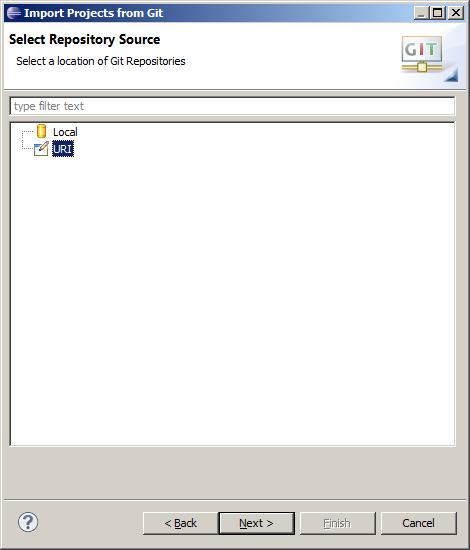 Import Projects from Git
Select Repository Source
Select a location of Git Repositories
GIT
type filter text
Local
URI
?
< Back
Next >
Finish
Cancel